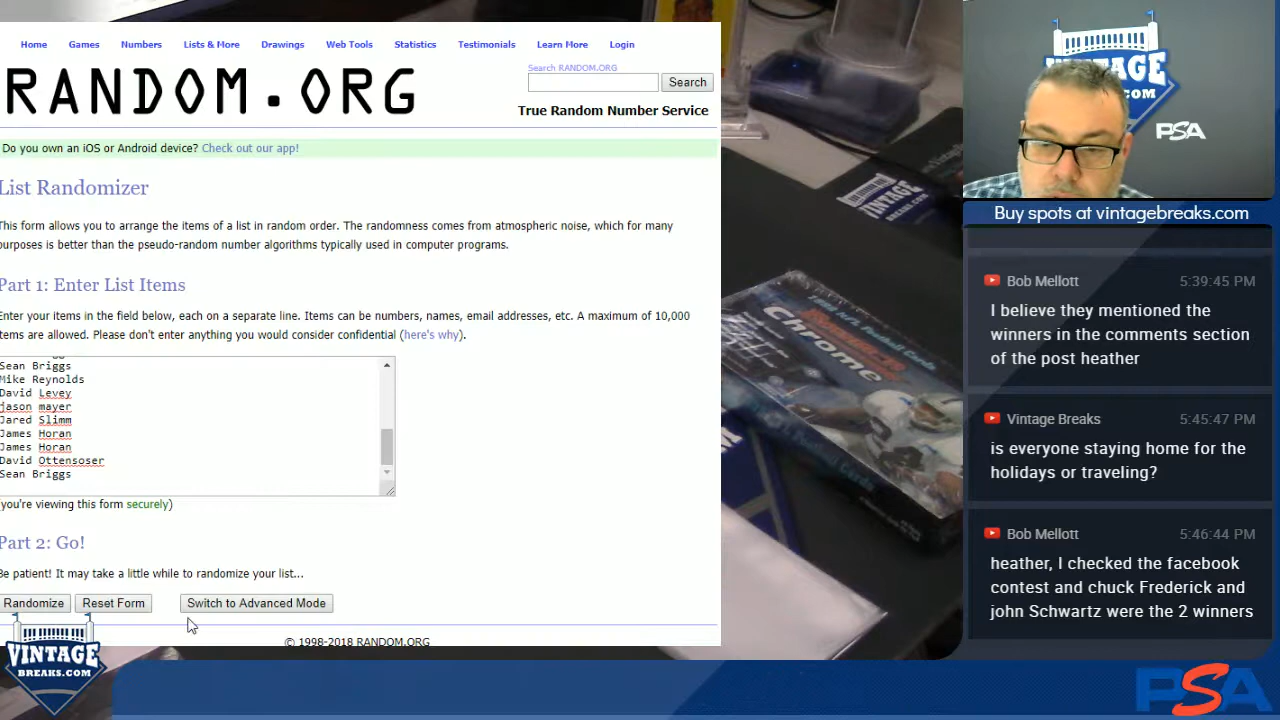 Home Games Numbers Lists & More Drawings Web Tools Statistics Testimonials Learn More Login
RANDOM.ORG
Search RANDOM.ORG
Search
True Random Number Service
Do you own an iOS or Android device? Check out our app!
List Randomizer
This form allows you to arrange the items of a list in random order. The randomness comes from atmospheric noise, which for many
purposes is better than the pseudo-random number algorithms typically used in computer programs.
Part 1: Enter List Items
Enter your items in the field below, each on a separate line. Items can be numbers, names, email addresses, etc. A maximum of 10,000
items are allowed. Please don't enter anything you would consider confidential (here's why).
Sean Briggs
Mike Reynolds
David Levey
jason mayer
Jared Slimm
James Horan
James Horan
David Ottensoser
Sean Briggs
(you're viewing this form securely)
Part 2: Go!
Be patient! It may take a little while to randomize your list...
Randomize Reset Form Switch to Advanced Mode
© 1998-2018 RANDOM.ORG
VINTAGE
BREAKS.COM
VINTAGE
BREAKS.COM
1998 NFL Football Cards
Chrome
VINTAGE
.COM
PSA
Buy spots at vintagebreaks.com
Bob Mellott 5:39:45 PM
I believe they mentioned the
winners in the comments section
of the post heather
Vintage Breaks 5:45:47 PM
is everyone staying home for the
holidays or traveling?
Bob Mellott 5:46:44 PM
heather, I checked the facebook
contest and chuck Frederick and
john Schwartz were the 2 winners
PSA